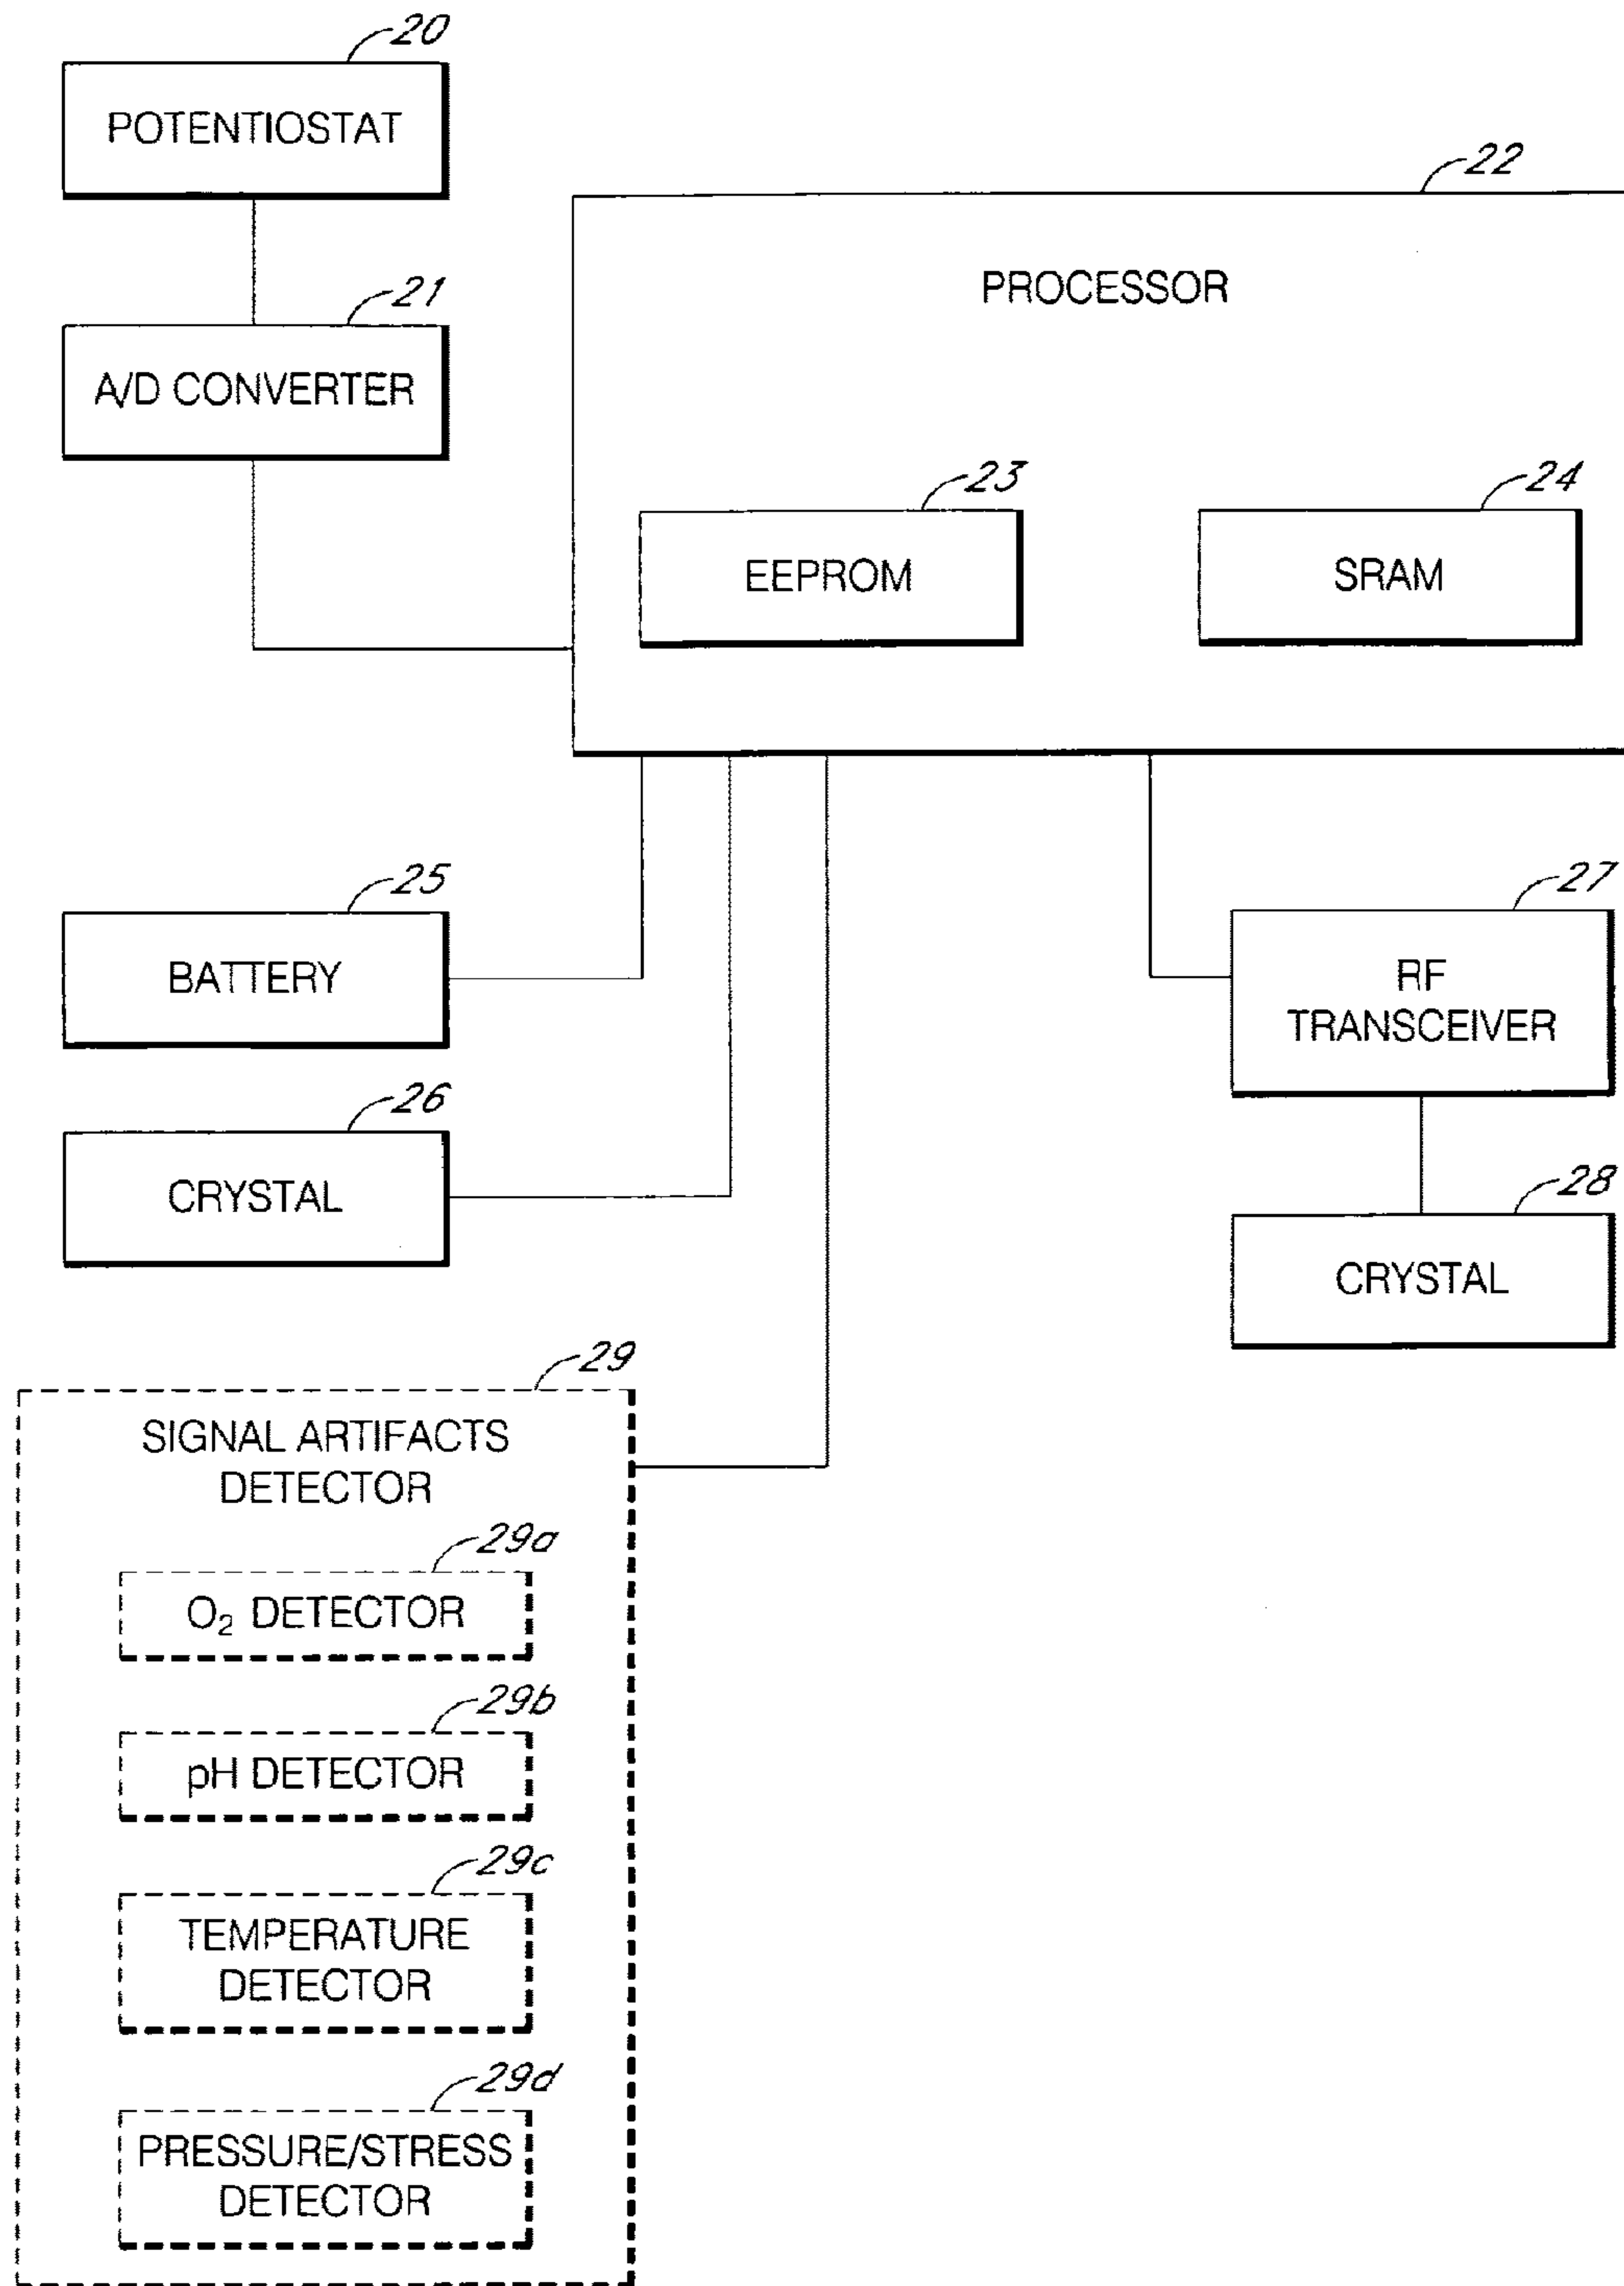 20
POTENTIOSTAT
22
PROCESSOR
21
A/D CONVERTER
23
EEPROM
24
SRAM
25
BATTERY
27
RF
TRANSCEIVER
26
CRYSTAL
28
CRYSTAL
29
SIGNAL ARTIFACTS
DETECTOR
29a
O₂ DETECTOR
29b
pH DETECTOR
29c
TEMPERATURE
DETECTOR
29d
PRESSURE/STRESS
DETECTOR